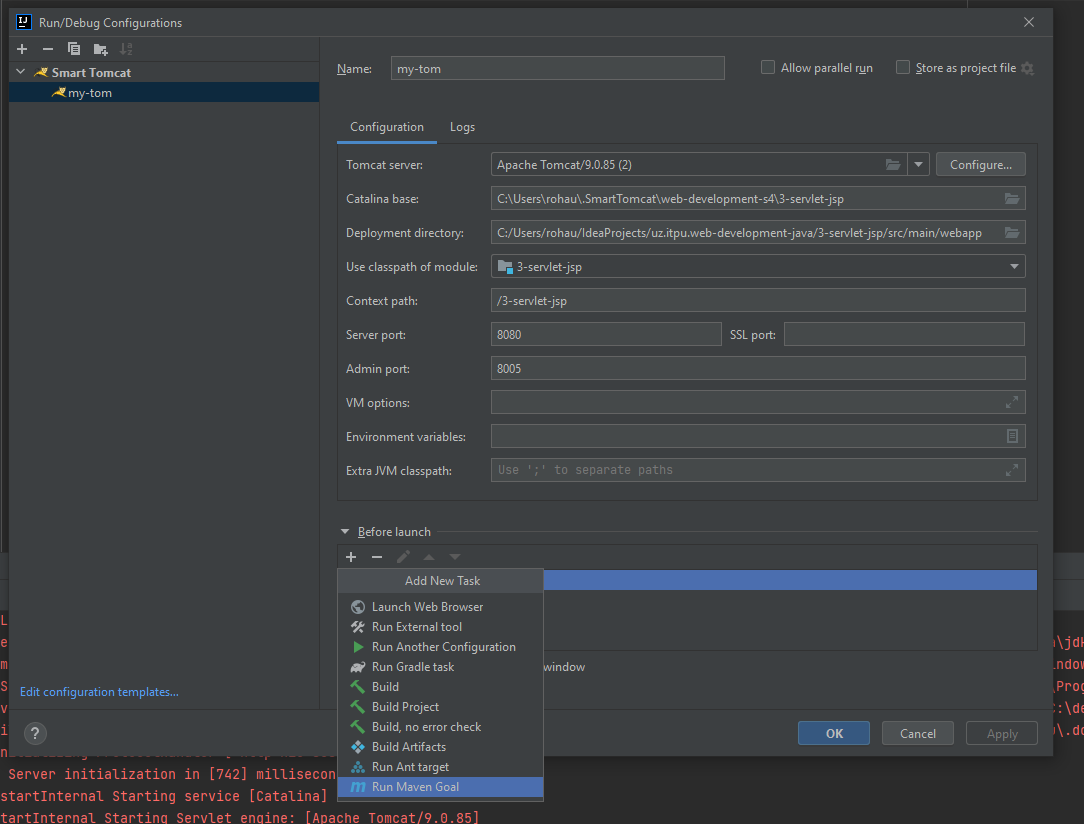 Run/Debug Configurations
Smart Tomcat
my-tom
Name: my-tom Allow parallel run Store as project file
Configuration Logs
Tomcat server: Apache Tomcat/9.0.85 (2) Configure...
Catalina base: C:\Users\rohau\.SmartTomcat\web-development-s4\3-servlet-jsp
Deployment directory: C:/Users/rohau/IdeaProjects/uz.itpu.web-development-java/3-servlet-jsp/src/main/webapp
Use classpath of module: 3-servlet-jsp
Context path: /3-servlet-jsp
Server port: 8080 SSL port:
Admin port: 8005
VM options:
Environment variables:
Extra JVM classpath: Use ';' to separate paths
Before launch
Add New Task
Launch Web Browser
Run External tool
Run Another Configuration
Run Gradle task
window
Build
Build Project
Build, no error check
Build Artifacts
Run Ant target
Run Maven Goal
Edit configuration templates...
? OK Cancel Apply
Server initialization in [742] millisecon
startInternal Starting service [Catalina]
tartInternal Starting Servlet engine: [Apache Tomcat/9.0.85]